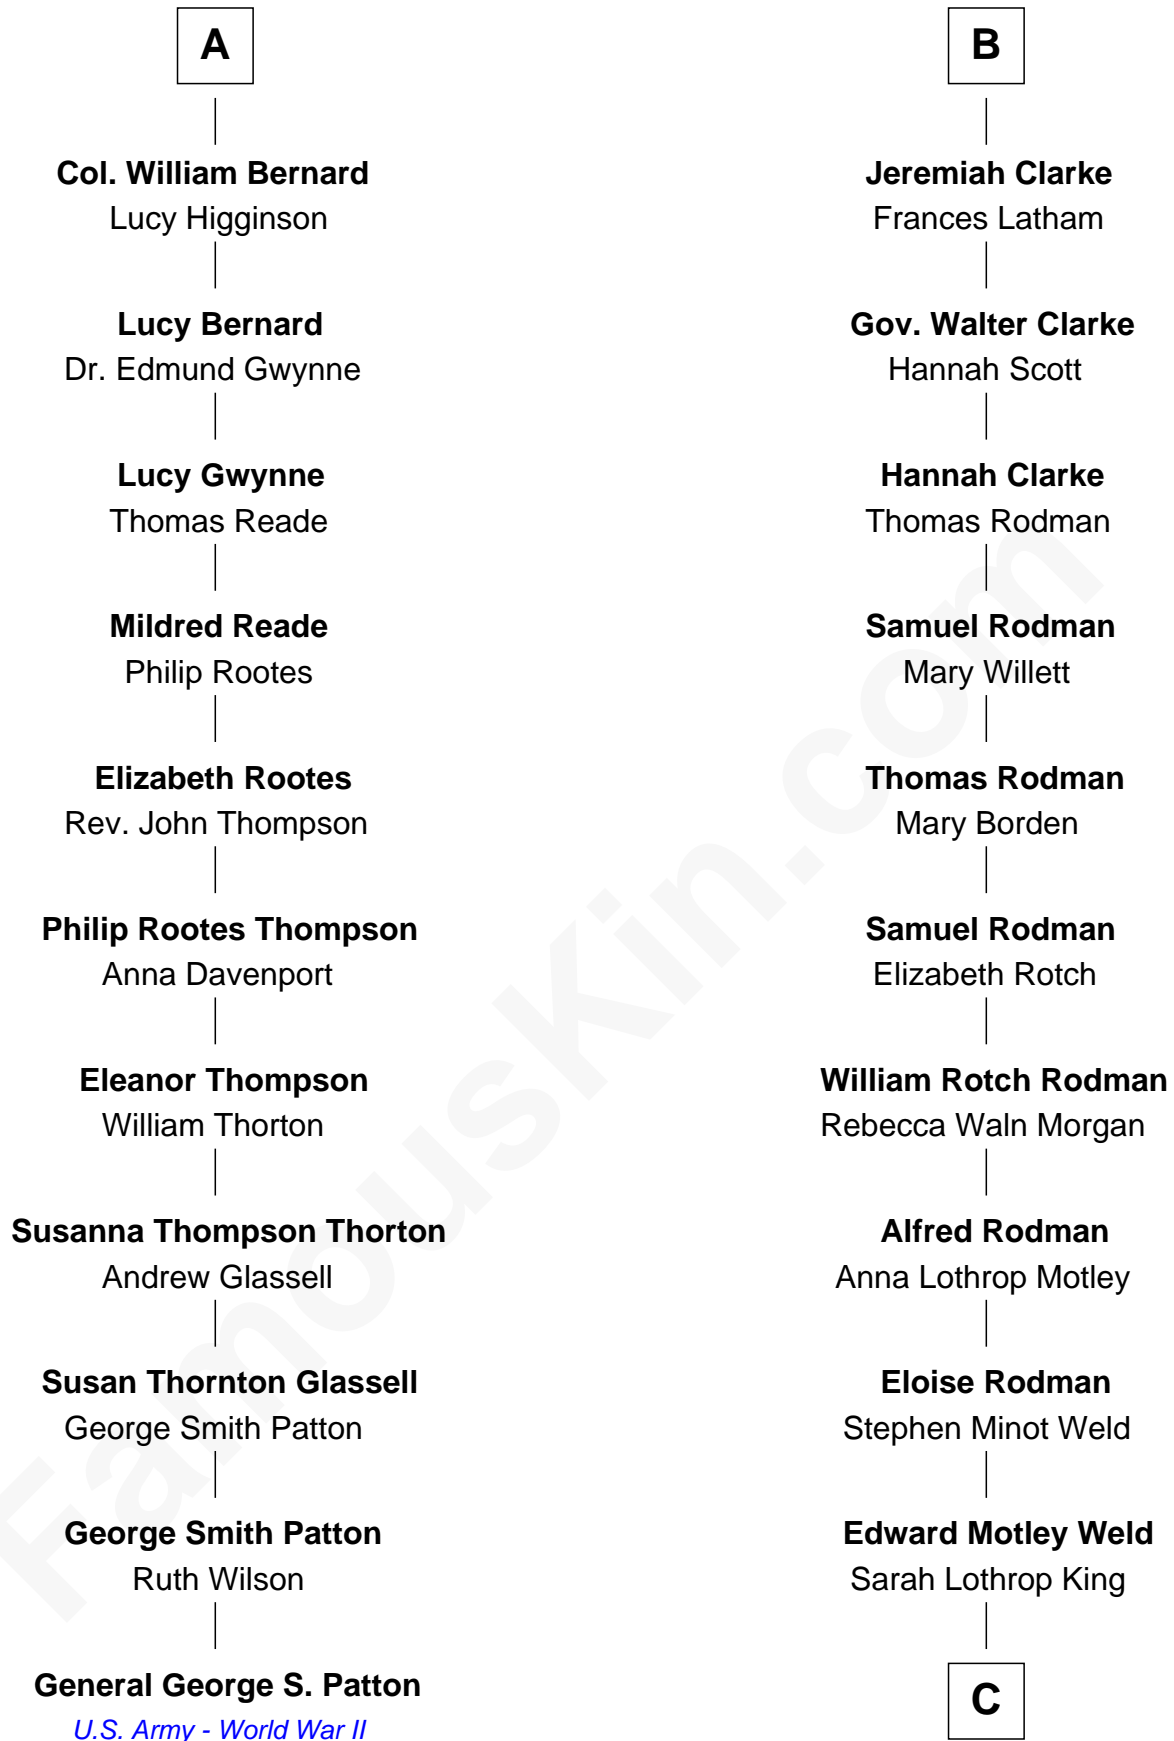 A
Col. William Bernard
Lucy Higginson
Lucy Bernard
Dr. Edmund Gwynne
Lucy Gwynne
Thomas Reade
Mildred Reade
Philip Rootes
Elizabeth Rootes
Rev. John Thompson
Philip Rootes Thompson
Anna Davenport
Eleanor Thompson
William Thorton
Susanna Thompson Thorton
Andrew Glassell
Susan Thornton Glassell
George Smith Patton
George Smith Patton
Ruth Wilson
General George S. Patton
U.S. Army - World War II
B
Jeremiah Clarke
Frances Latham
Gov. Walter Clarke
Hannah Scott
Hannah Clarke
Thomas Rodman
Samuel Rodman
Mary Willett
Thomas Rodman
Mary Borden
Samuel Rodman
Elizabeth Rotch
William Rotch Rodman
Rebecca Waln Morgan
Alfred Rodman
Anna Lothrop Motley
Eloise Rodman
Stephen Minot Weld
Edward Motley Weld
Sarah Lothrop King
C
FamousKin.com